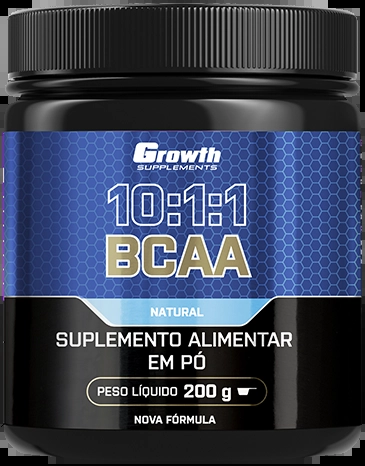 Growth
SUPPLEMENTS
10:1:1
BCAA
NATURAL
SUPLEMENTO ALIMENTAR
EM PÓ
PESO LÍQUIDO 200 g
NOVA FÓRMULA